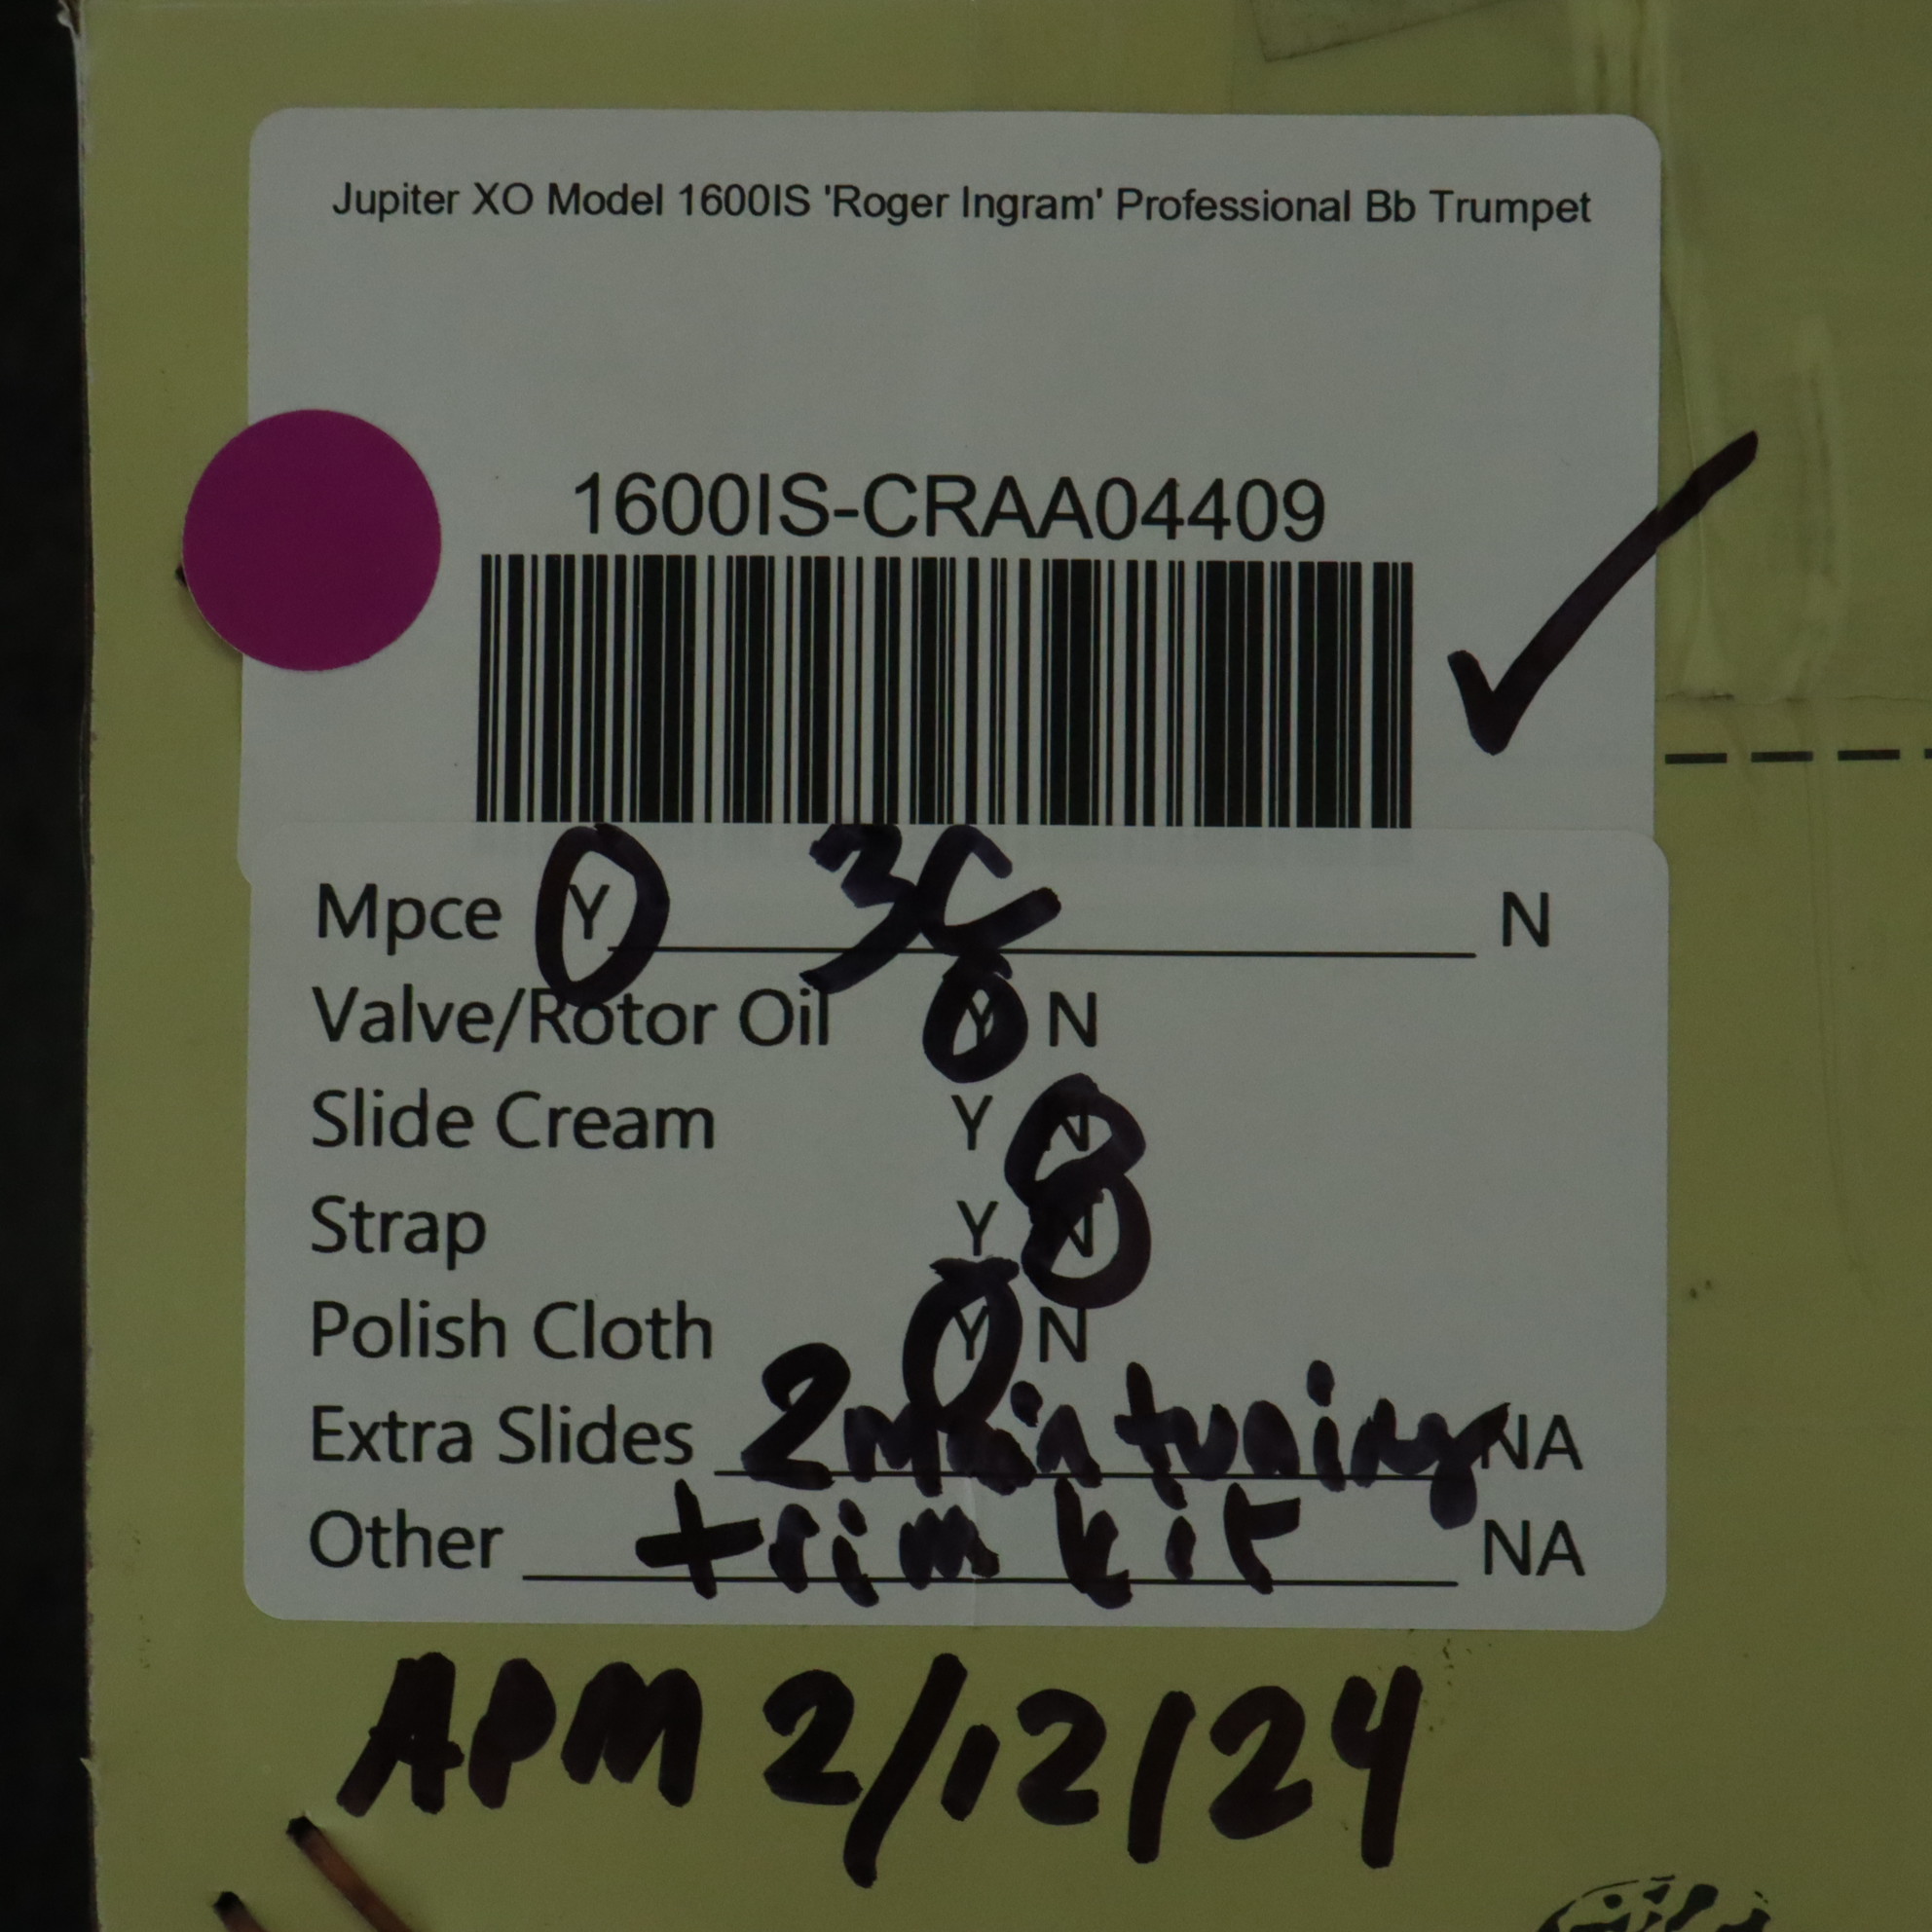 Jupiter XO Model 1600IS 'Roger Ingram' Professional Bb Trumpet
1600IS-CRAA04409
Mpce Y 3C N
Valve/Rotor Oil Y N
Slide Cream Y N
Strap Y N
Polish Cloth Y N
Extra Slides 2 main tuning NA
Other trim kit NA
APM 2/12/24